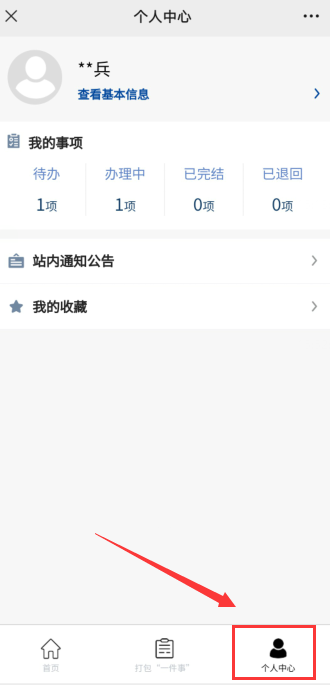 个人中心
**兵
查看基本信息
我的事项
待办 办理中 已完结 已退回
1项 1项 0项 0项
站内通知公告
我的收藏
首页 打包“一件事” 个人中心